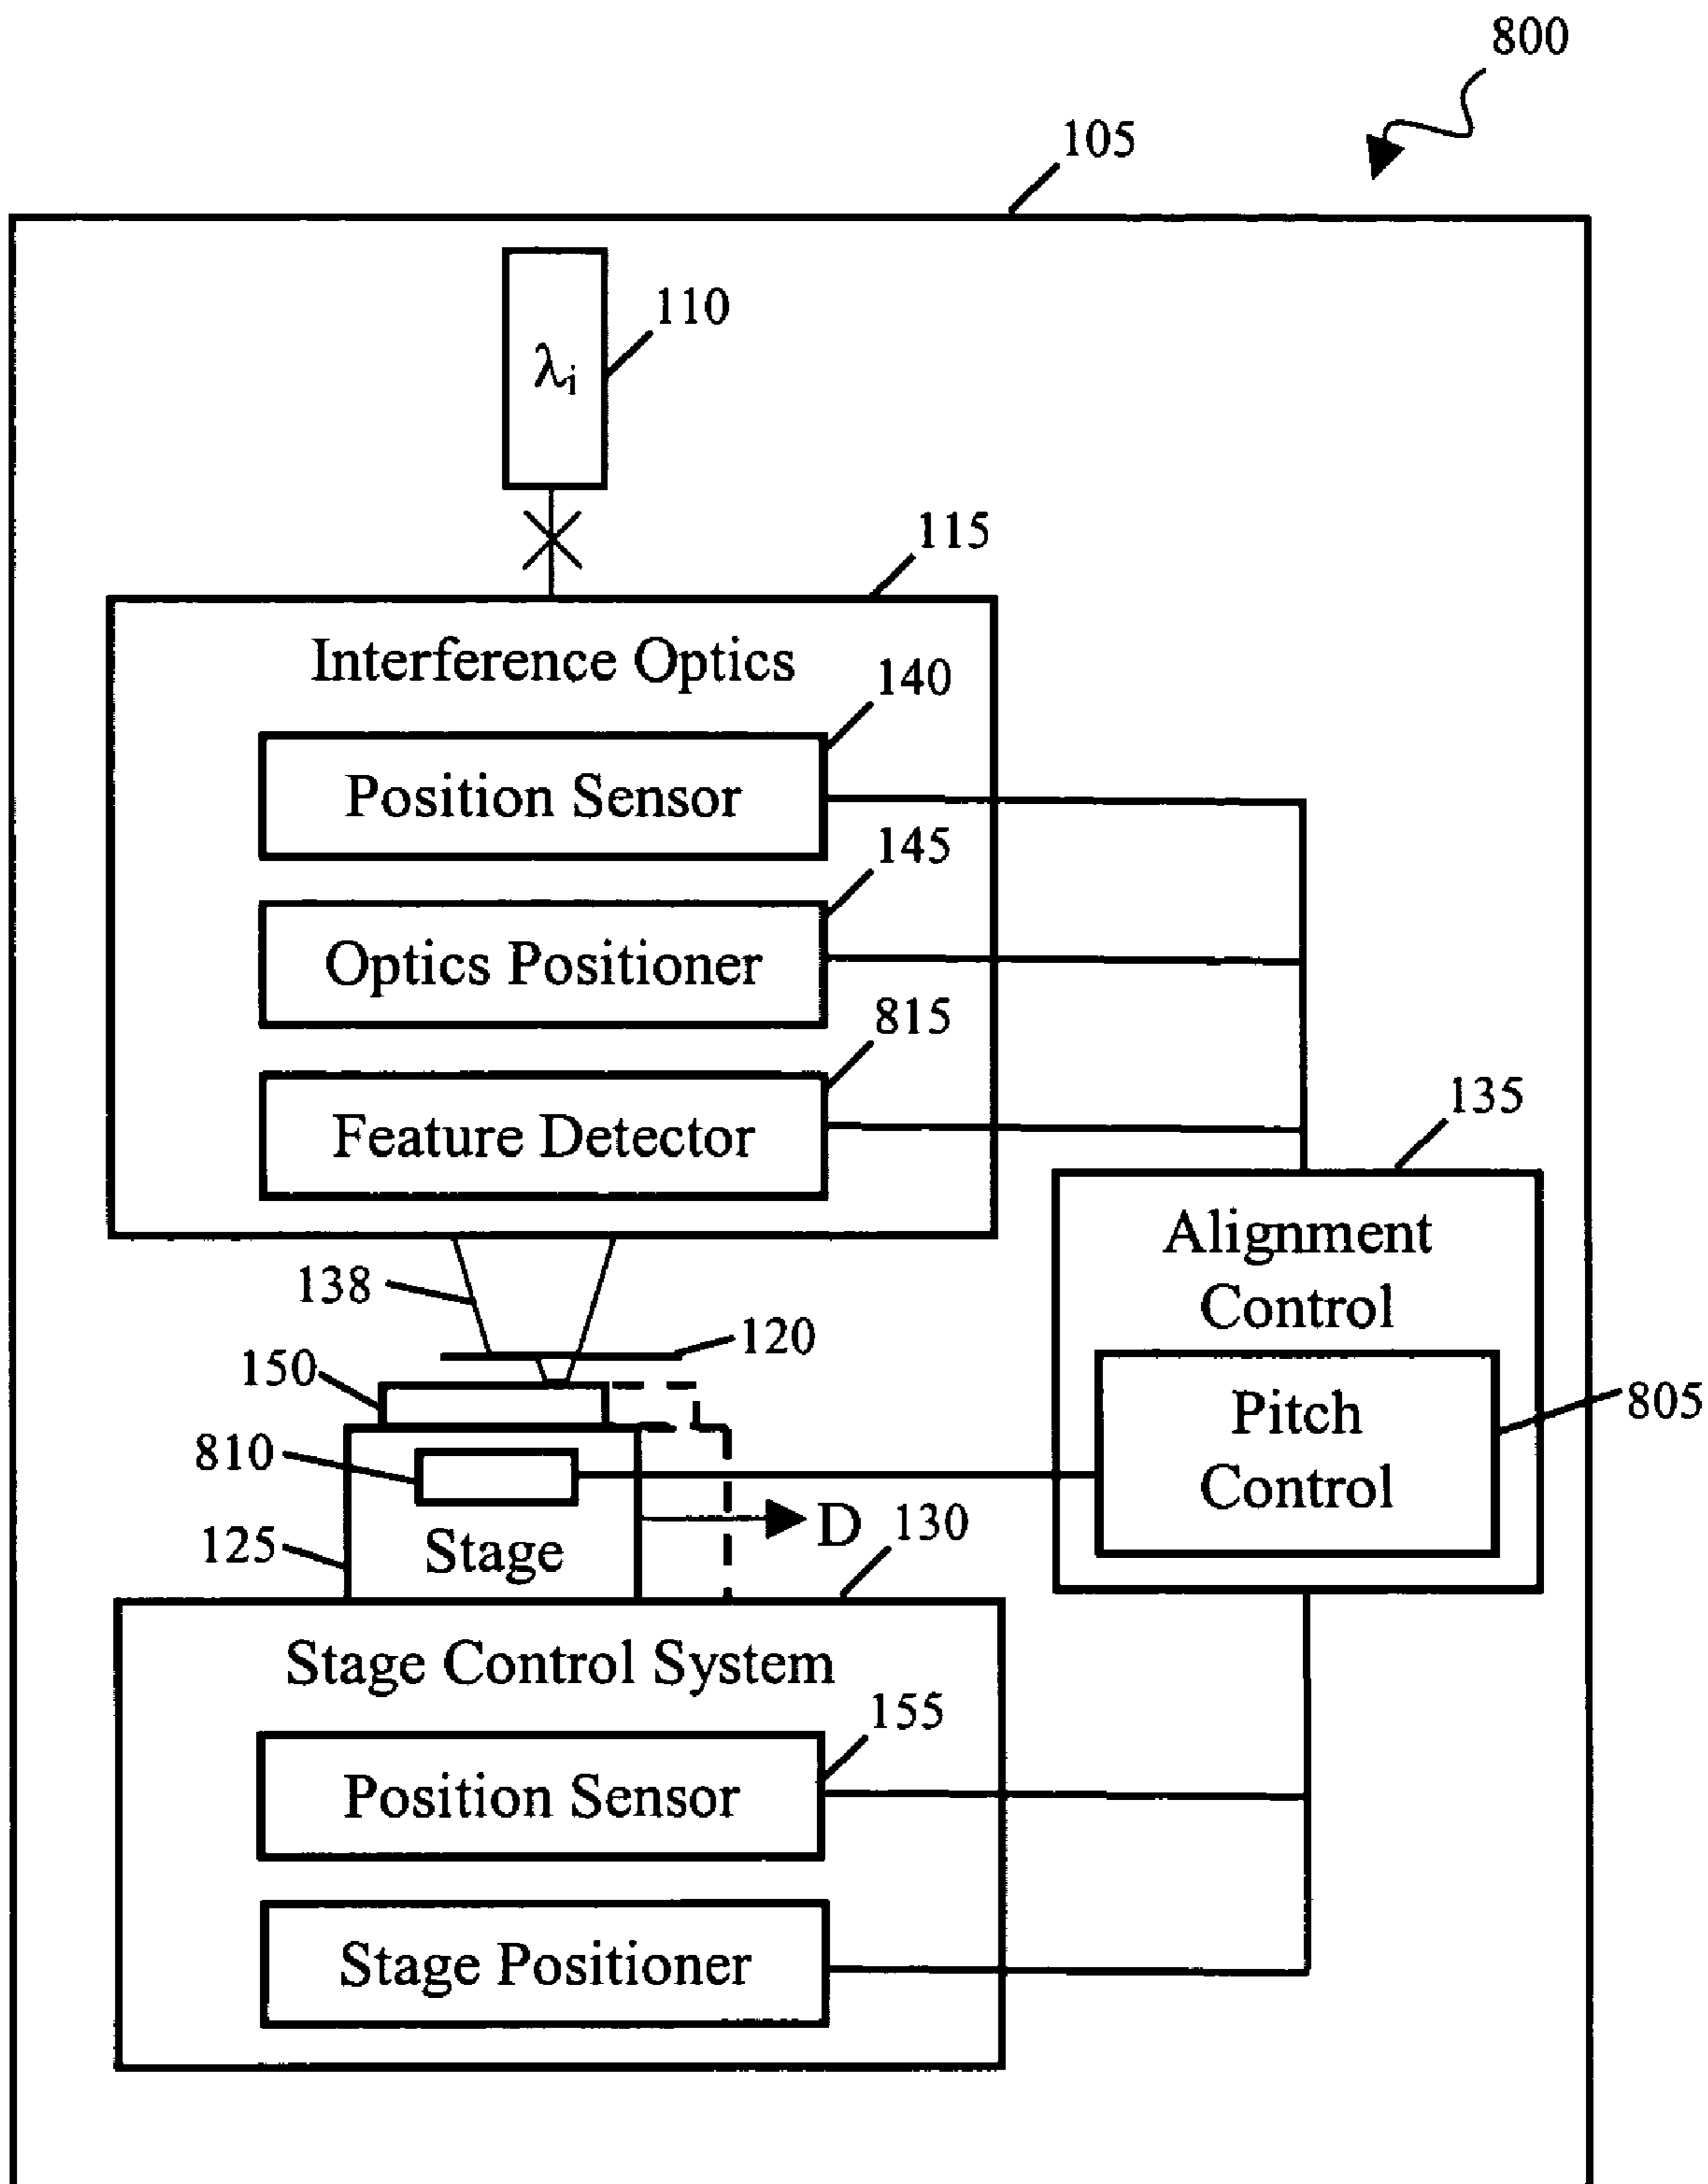 800
105
110
λi
115
Interference Optics
140
Position Sensor
145
Optics Positioner
815
Feature Detector
135
Alignment
Control
138
120
150
Pitch
Control
805
810
D
130
125
Stage
Stage Control System
155
Position Sensor
Stage Positioner